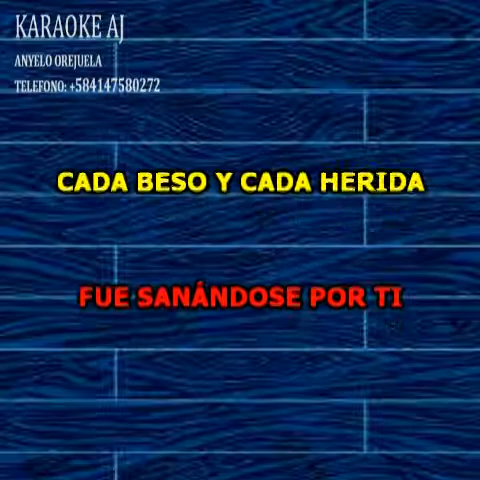 KARAOKE AJ
ANYELO OREJUELA
TELEFONO: +584147580272
CADA BESO Y CADA HERIDA
FUE SANÁNDOSE POR TI